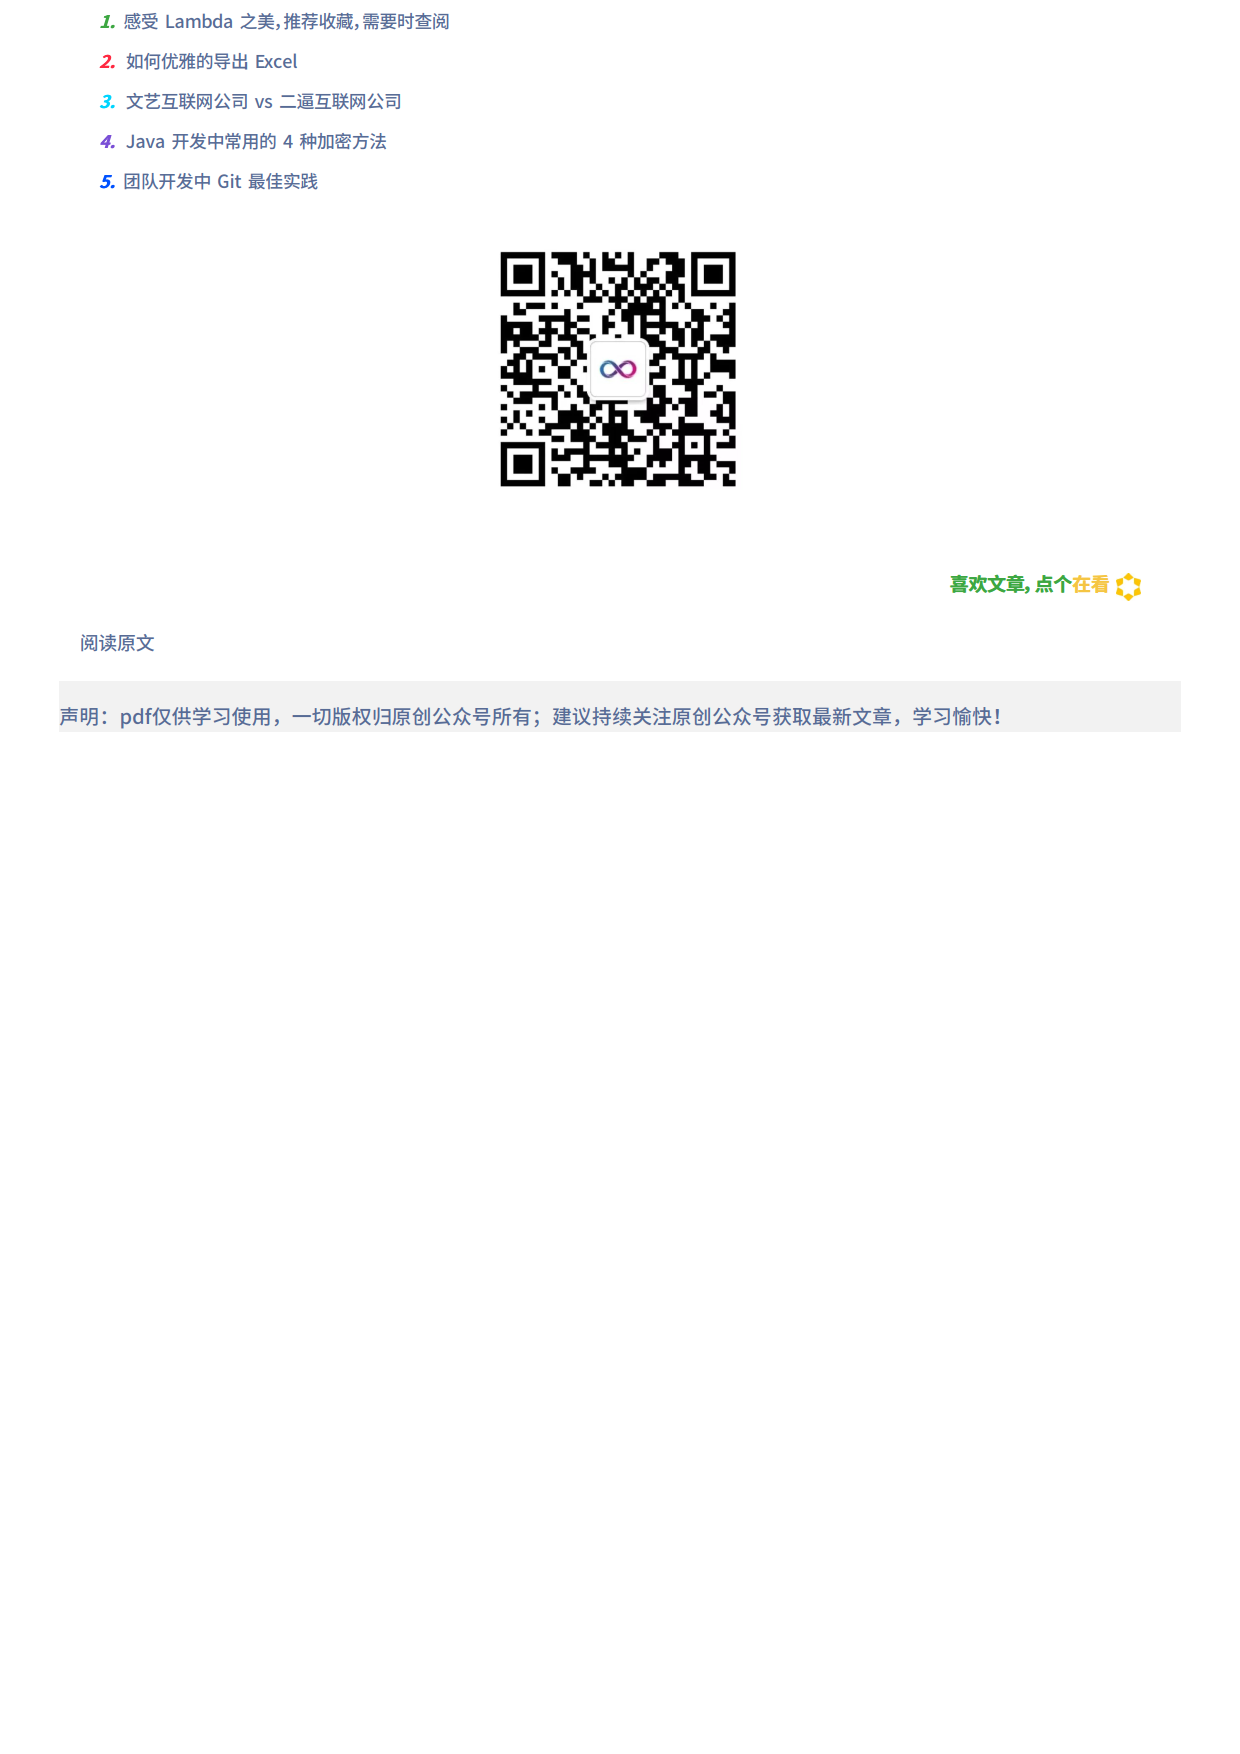 1. 感受 Lambda 之美，推荐收藏，需要时查阅
2. 如何优雅的导出 Excel
3. 文艺互联网公司 vs 二逼互联网公司
4. Java 开发中常用的 4 种加密方法
5. 团队开发中 Git 最佳实践
喜欢文章，点个在看
阅读原文
声明：pdf仅供学习使用，一切版权归原创公众号所有；建议持续关注原创公众号获取最新文章，学习愉快！